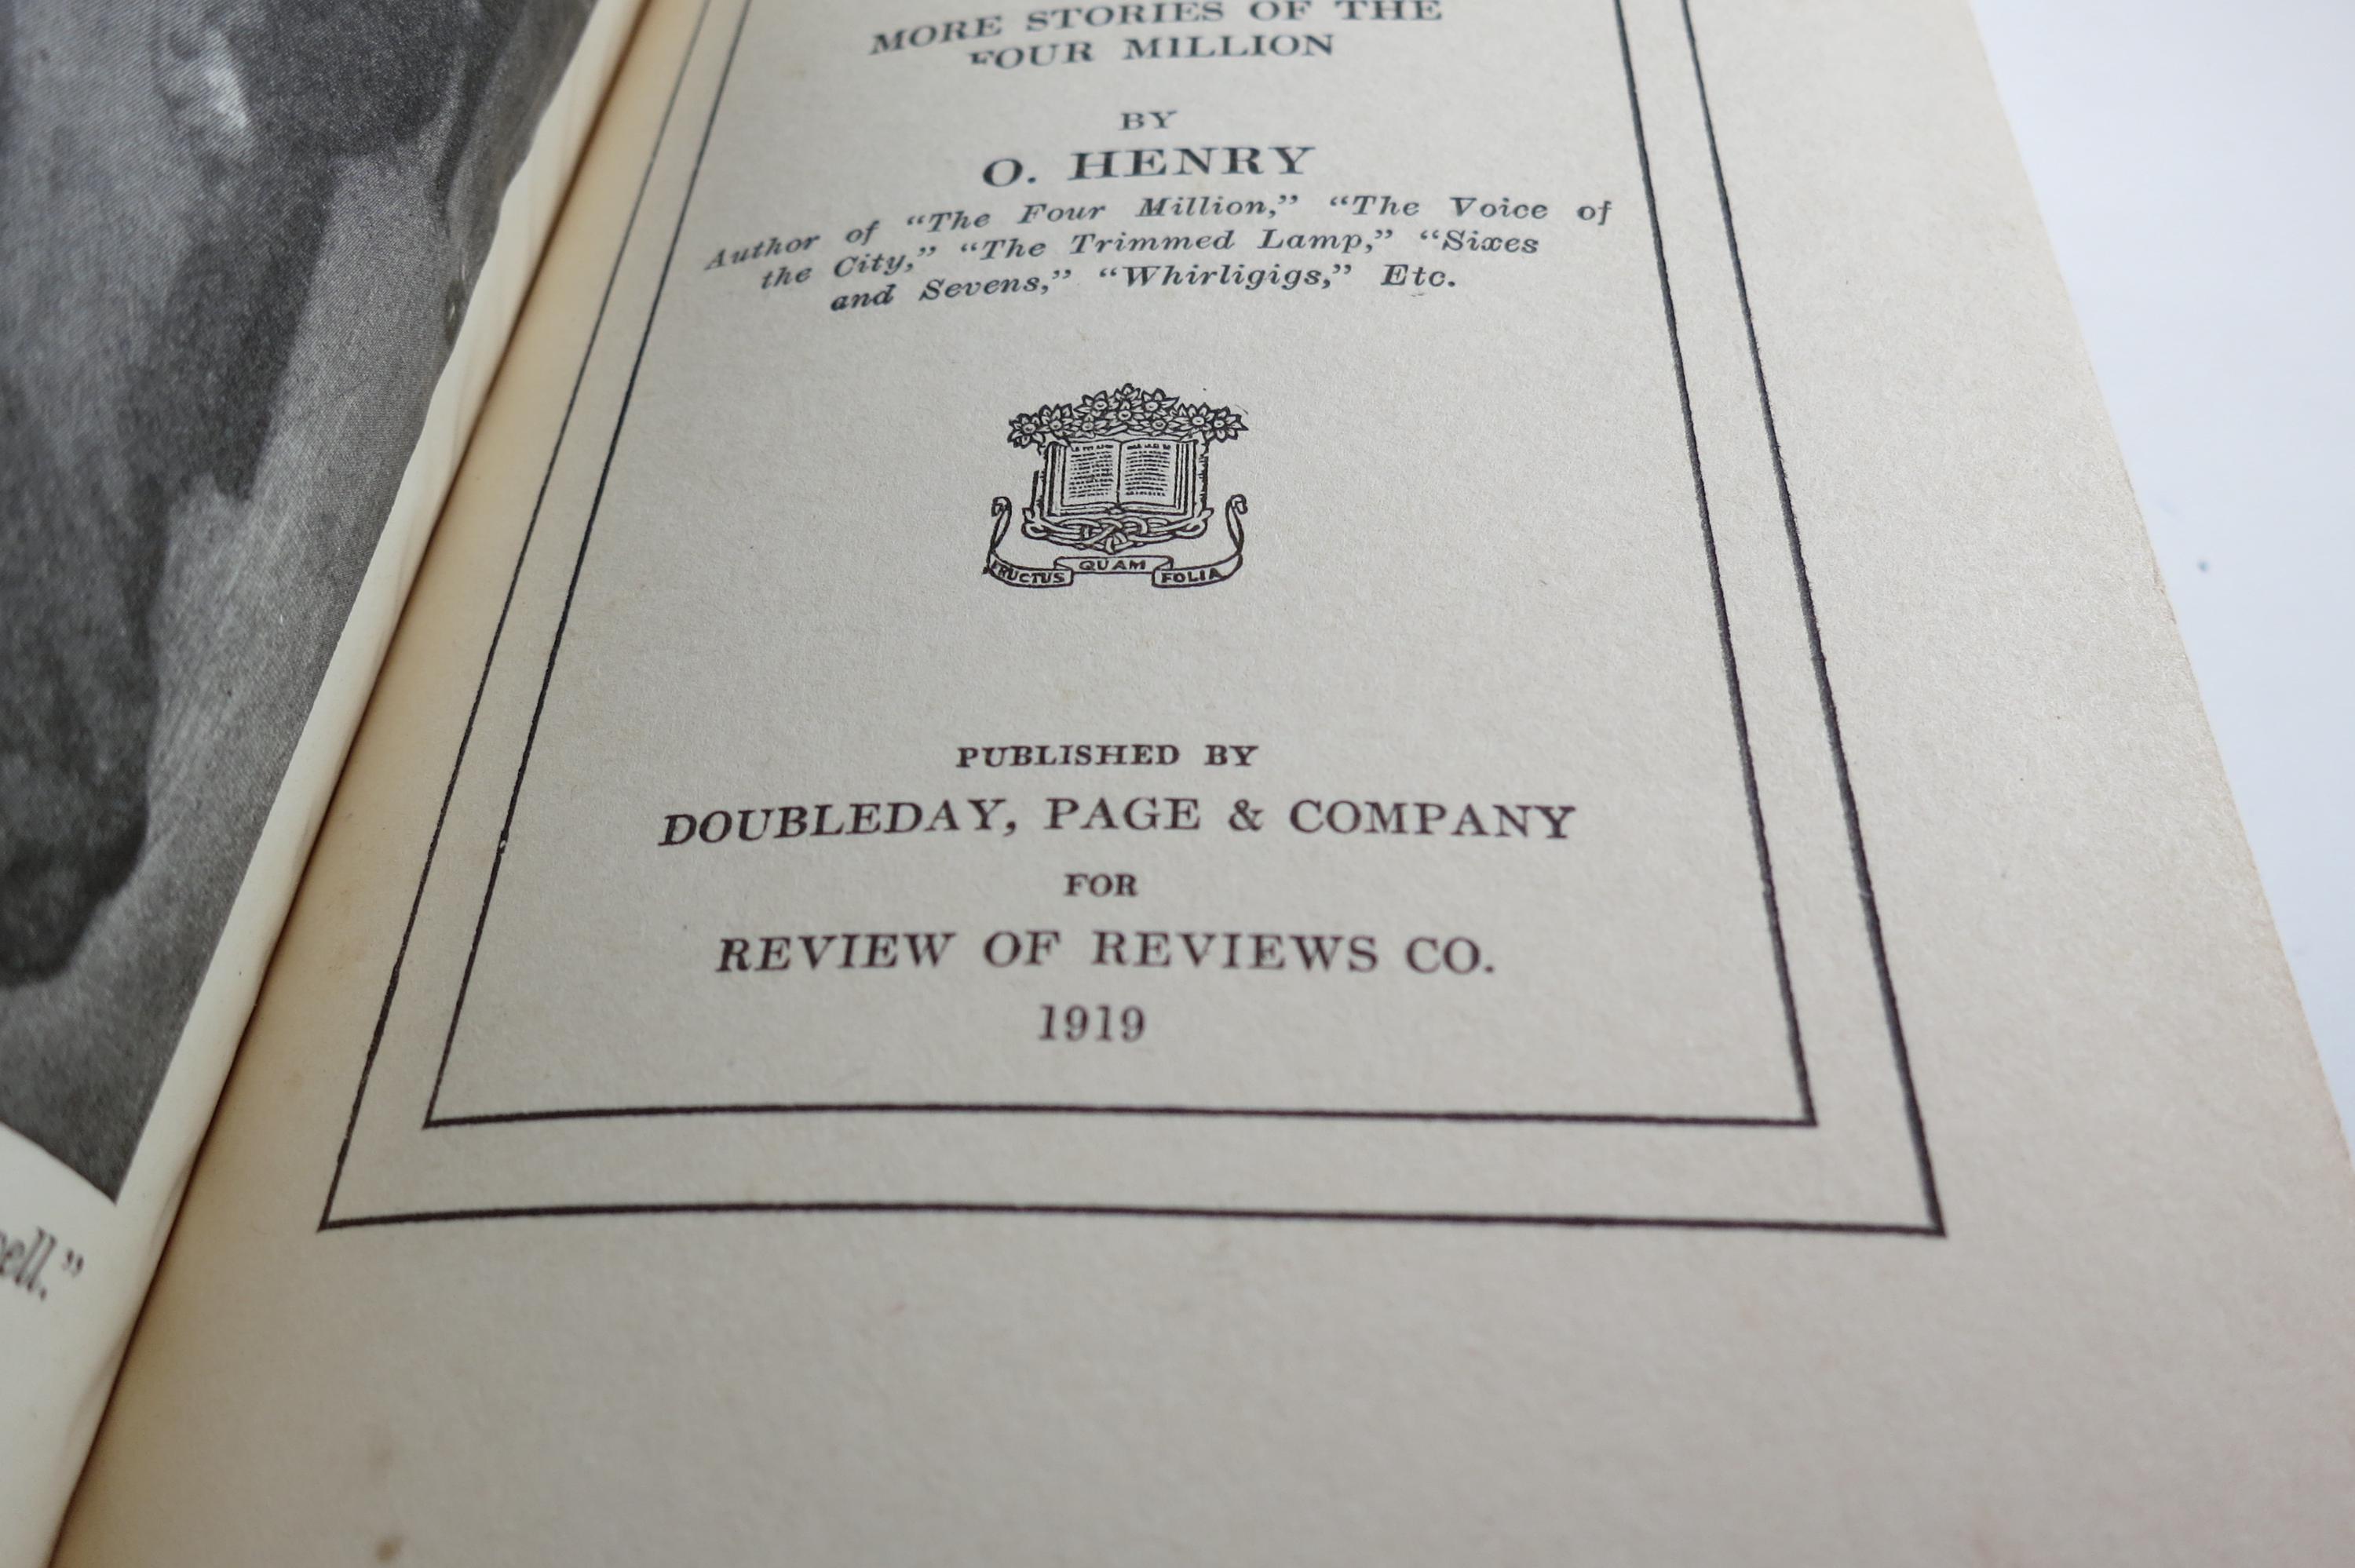 MORE STORIES OF THE
FOUR MILLION
BY
O. HENRY
Author of “The Four Million,” “The Voice of
the City,” “The Trimmed Lamp,” “Sixes
and Sevens,” “Whirligigs,” Etc.
FRUCTUS QUAM FOLIA
PUBLISHED BY
DOUBLEDAY, PAGE & COMPANY
FOR
REVIEW OF REVIEWS CO.
1919
ell.”